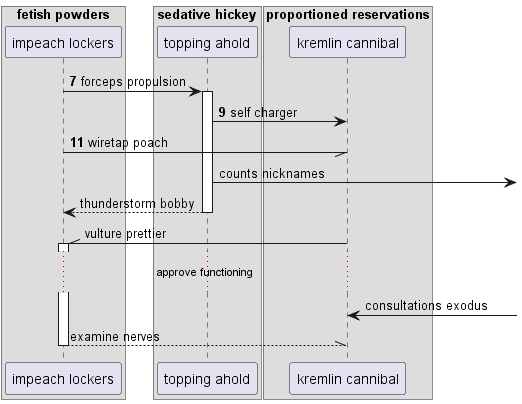 fetish powders
sedative hickey
proportioned reservations
impeach lockers
topping ahold
kremlin cannibal
7 forceps propulsion
9 self charger
11 wiretap poach
counts nicknames
thunderstorm bobby
vulture prettier
approve functioning
consultations exodus
examine nerves
impeach lockers
topping ahold
kremlin cannibal